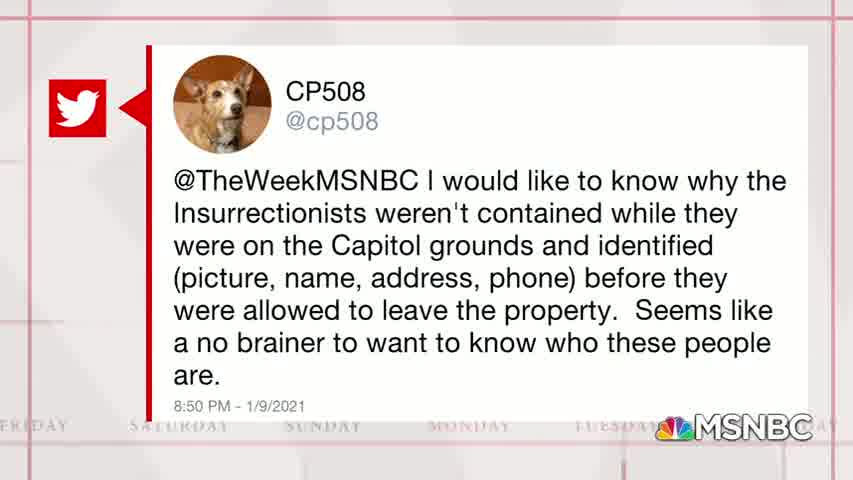 CP508
@cp508
@TheWeekMSNBC I would like to know why the
Insurrectionists weren't contained while they
were on the Capitol grounds and identified
(picture, name, address, phone) before they
were allowed to leave the property.  Seems like
a no brainer to want to know who these people
are.
8:50 PM - 1/9/2021
FRIDAY SATURDAY SUNDAY MONDAY
MSNBC